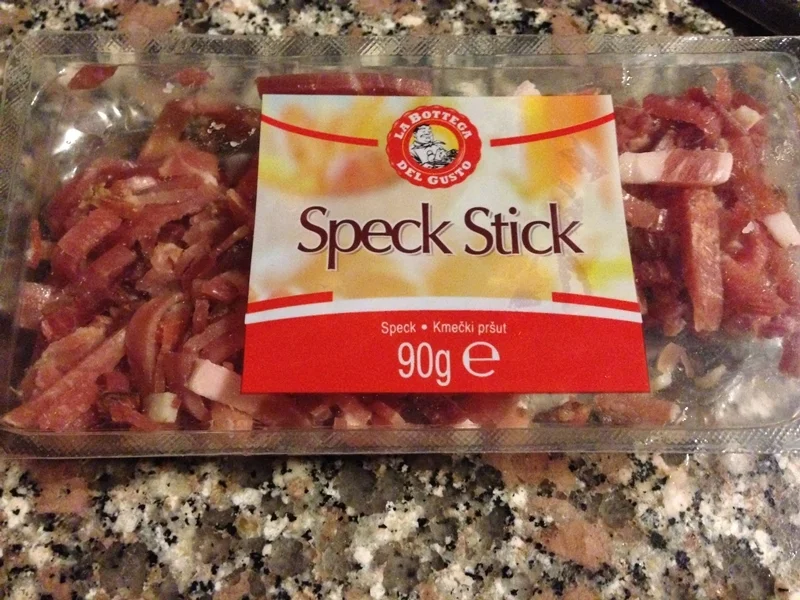 LA BOTTEGA
DEL GUSTO
Speck Stick
Speck • Kmečki pršut
90g ℮